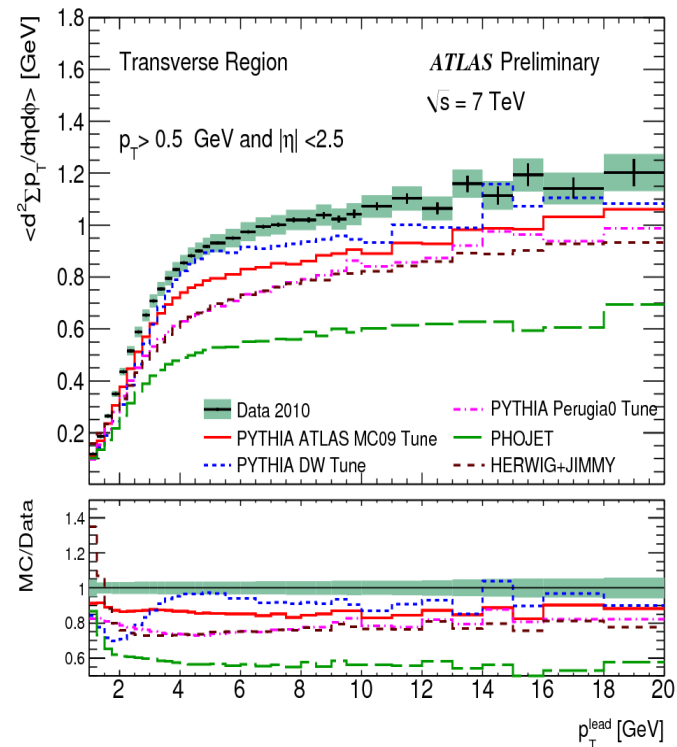 <d²Σp_T/dηdϕ> [GeV]
1.8
1.6
1.4
1.2
1
0.8
0.6
0.4
0.2
Transverse Region
ATLAS Preliminary
√s = 7 TeV
p_T> 0.5 GeV and |η| <2.5
Data 2010
PYTHIA ATLAS MC09 Tune
PYTHIA DW Tune
PYTHIA Perugia0 Tune
PHOJET
HERWIG+JIMMY
MC/Data
1.4
1.2
1
0.8
0.6
2 4 6 8 10 12 14 16 18 20
p_T^lead [GeV]